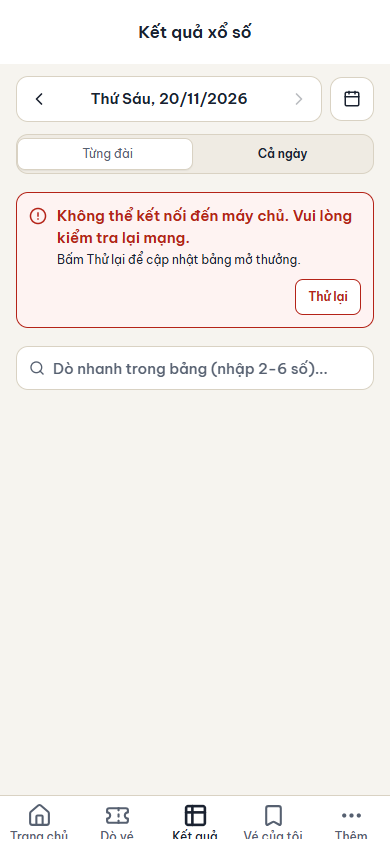 Kết quả xổ số
Thứ Sáu, 20/11/2026
Từng đài
Cả ngày
Không thể kết nối đến máy chủ. Vui lòng
kiểm tra lại mạng.
Bấm Thử lại để cập nhật bảng mở thưởng.
Thử lại
Dò nhanh trong bảng (nhập 2-6 số)...
Trang chủ
Dò vé
Kết quả
Vé của tôi
Thêm